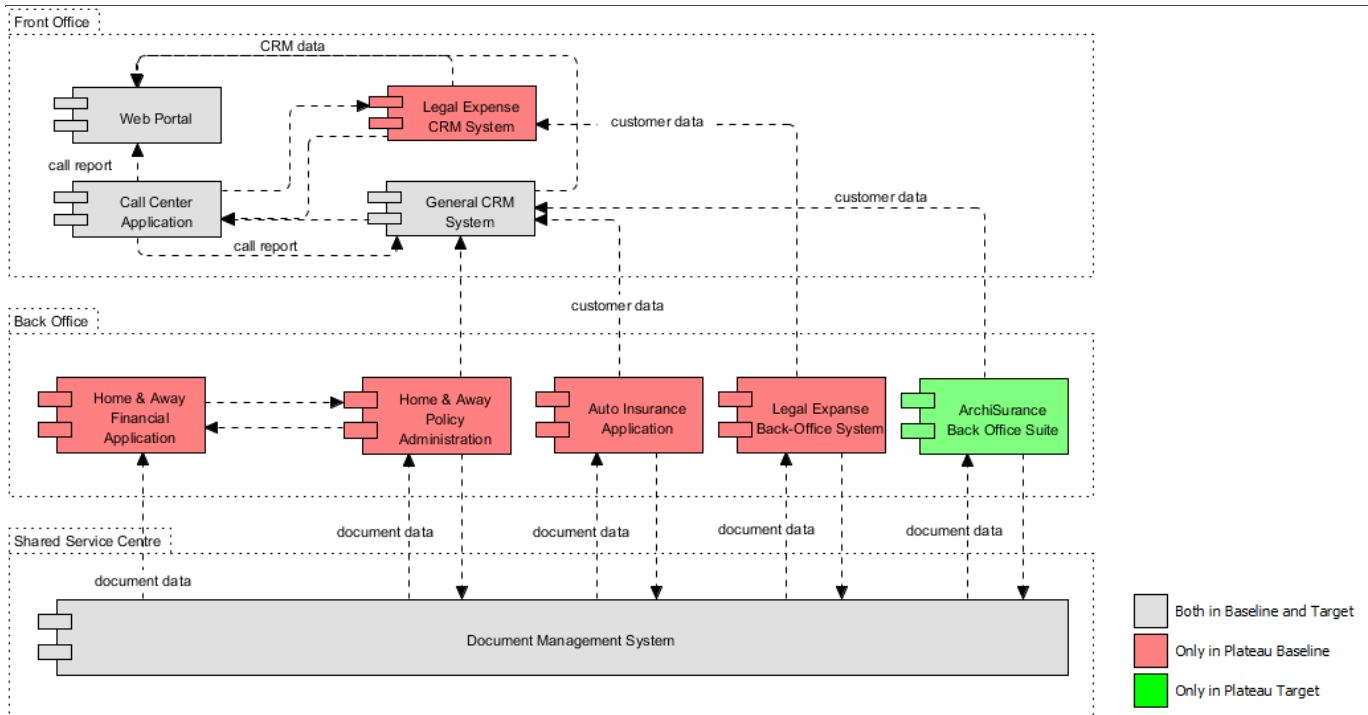 Front Office
CRM data
Web Portal
Legal Expense
CRM System
customer data
call report
Call Center
Application
General CRM
System
customer data
call report
customer data
Back Office
Home & Away
Financial
Application
Home & Away
Policy
Administration
Auto Insurance
Application
Legal Expanse
Back-Office System
ArchiSurance
Back Office Suite
document data
document data
document data
document data
Shared Service Centre
document data
Document Management System
Both in Baseline and Target
Only in Plateau Baseline
Only in Plateau Target